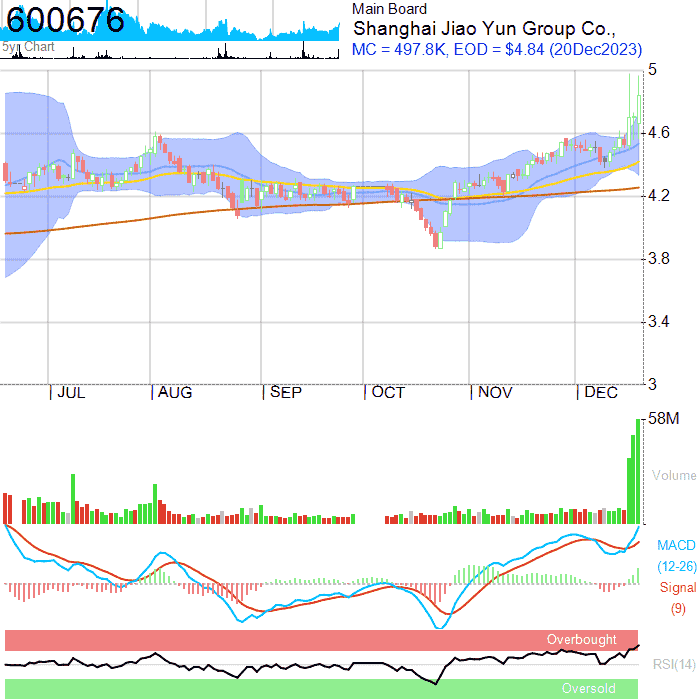 600676
5yr Chart
Main Board
Shanghai Jiao Yun Group Co.,
MC = 497.8K, EOD = $4.84 (20Dec2023)
5
4.6
4.2
3.8
3.4
3
JUL
AUG
SEP
OCT
NOV
DEC
58M
Volume
MACD
(12-26)
Signal
(9)
Overbought
RSI(14)
Oversold